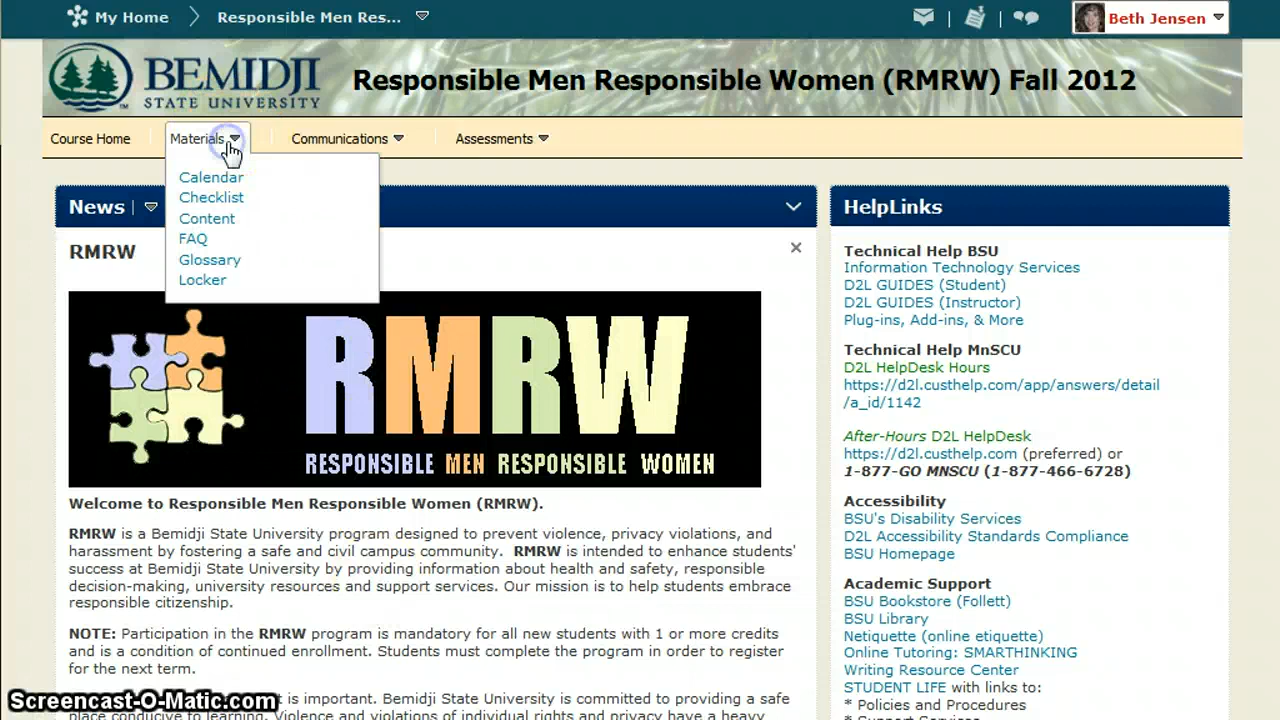 My Home
Responsible Men Res...
Beth Jensen
BEMIDJI
STATE UNIVERSITY
Responsible Men Responsible Women (RMRW) Fall 2012
Course Home
Materials
Communications
Assessments
Calendar
Checklist
Content
FAQ
Glossary
Locker
News
RMRW
RMRW
RESPONSIBLE MEN RESPONSIBLE WOMEN
Welcome to Responsible Men Responsible Women (RMRW).
RMRW is a Bemidji State University program designed to prevent violence, privacy violations, and
harassment by fostering a safe and civil campus community. RMRW is intended to enhance students'
success at Bemidji State University by providing information about health and safety, responsible
decision-making, university resources and support services. Our mission is to help students embrace
responsible citizenship.
NOTE: Participation in the RMRW program is mandatory for all new students with 1 or more credits
and is a condition of continued enrollment. Students must complete the program in order to register
for the next term.
is important. Bemidji State University is committed to providing a safe
place conducive to learning. Violence and violations of individual rights and privacy have a heavy
HelpLinks
Technical Help BSU
Information Technology Services
D2L GUIDES (Student)
D2L GUIDES (Instructor)
Plug-ins, Add-ins, & More
Technical Help MnSCU
D2L HelpDesk Hours
https://d2l.custhelp.com/app/answers/detail
/a_id/1142
After-Hours D2L HelpDesk
https://d2l.custhelp.com (preferred) or
1-877-GO MNSCU (1-877-466-6728)
Accessibility
BSU's Disability Services
D2L Accessibility Standards Compliance
BSU Homepage
Academic Support
BSU Bookstore (Follett)
BSU Library
Netiquette (online etiquette)
Online Tutoring: SMARTHINKING
Writing Resource Center
STUDENT LIFE with links to:
* Policies and Procedures
* Support Services
Screencast-O-Matic.com